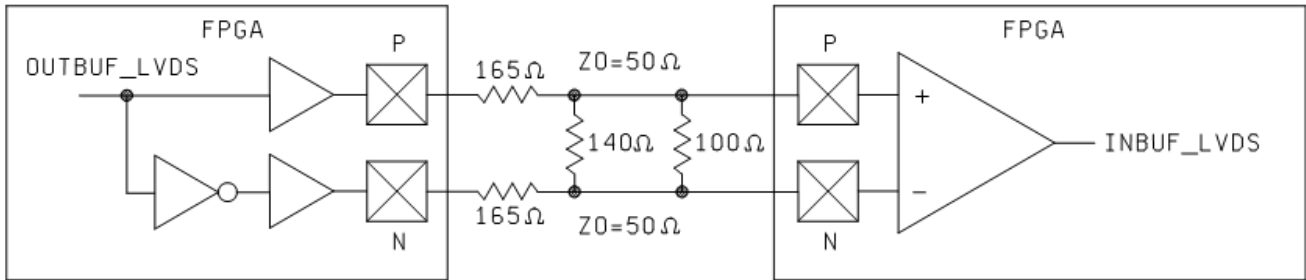 FPGA
OUTBUF_LVDS
P
165Ω
Z0=50Ω
140Ω
100Ω
N
165Ω
Z0=50Ω
FPGA
P
+
−
INBUF_LVDS
N